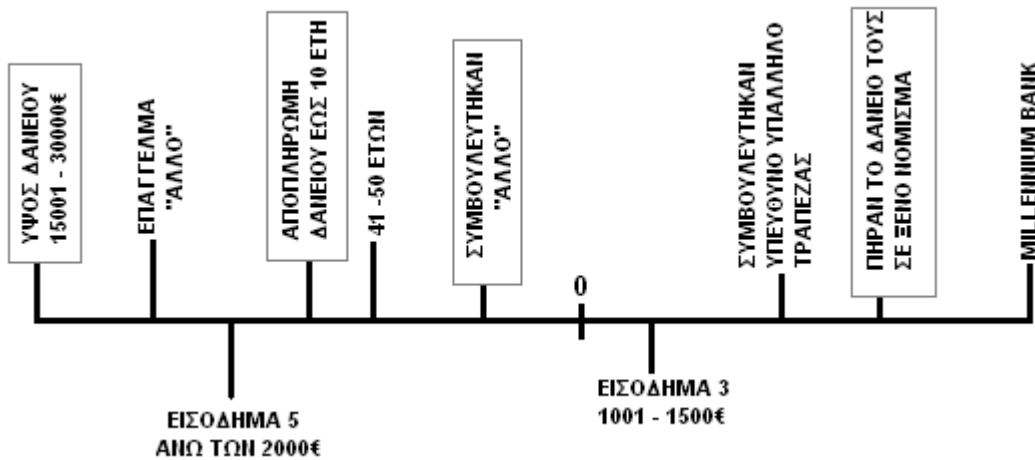 ΥΨΟΣ ΔΑΝΕΙΟΥ
15001 - 30000€
ΕΠΑΓΓΕΛΜΑ
"ΑΛΛΟ"
ΑΠΟΠΛΗΡΩΜΗ
ΔΑΝΕΙΟΥ ΕΩΣ 10 ΕΤΗ
41 -50 ΕΤΩΝ
ΣΥΜΒΟΥΛΕΥΤΗΚΑΝ
"ΑΛΛΟ"
0
ΣΥΜΒΟΥΛΕΥΤΗΚΑΝ
ΥΠΕΥΘΥΝΟ ΥΠΑΛΛΗΛΟ
ΤΡΑΠΕΖΑΣ
ΠΗΡΑΝ ΤΟ ΔΑΝΕΙΟ ΤΟΥΣ
ΣΕ ΞΕΝΟ ΝΟΜΙΣΜΑ
MILLENNIUM BANK
ΕΙΣΟΔΗΜΑ 5
ΑΝΩ ΤΩΝ 2000€
ΕΙΣΟΔΗΜΑ 3
1001 - 1500€